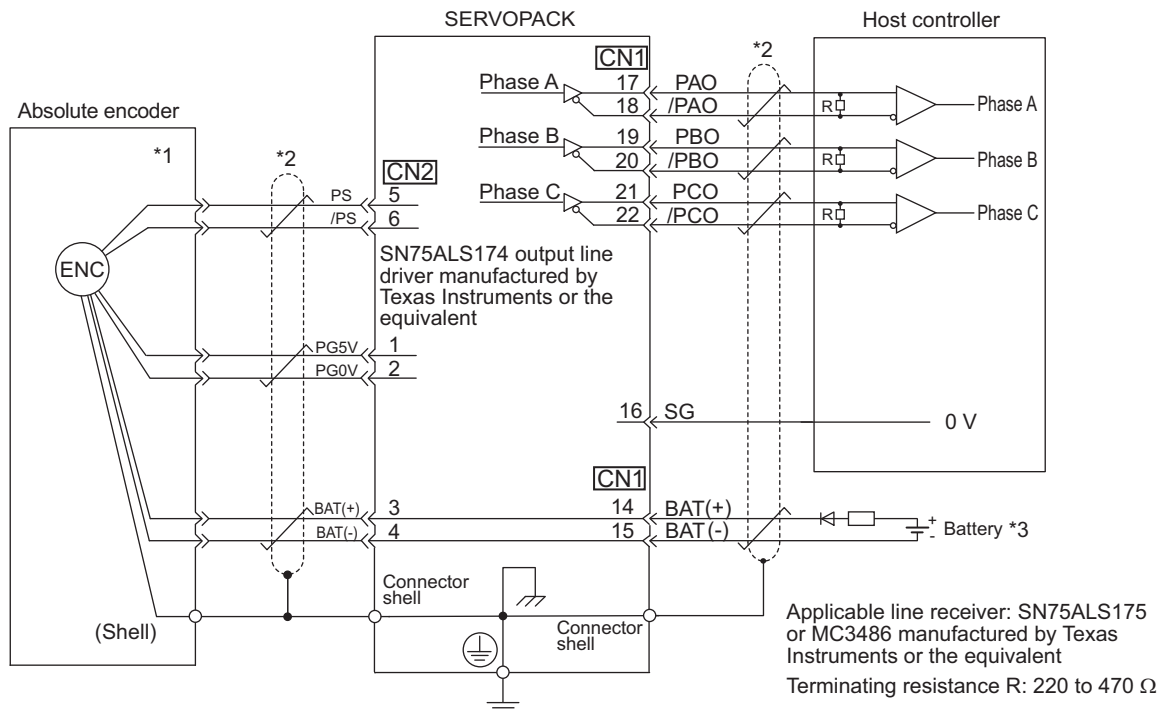 SERVOPACK
Host controller
Absolute encoder
*1
*2
CN2
PS
5
/PS
6
ENC
SN75ALS174 output line
driver manufactured by
Texas Instruments or the
equivalent
PG5V
1
PG0V
2
BAT(+)
3
BAT(-)
4
(Shell)
Connector
shell
CN1
*2
Phase A
17
PAO
18
/PAO
R
Phase A
Phase B
19
PBO
20
/PBO
R
Phase B
Phase C
21
PCO
22
/PCO
R
Phase C
16
SG
0 V
CN1
14
BAT(+)
15
BAT(-)
+
-
Battery *3
Connector
shell
Applicable line receiver: SN75ALS175
or MC3486 manufactured by Texas
Instruments or the equivalent
Terminating resistance R: 220 to 470 Ω